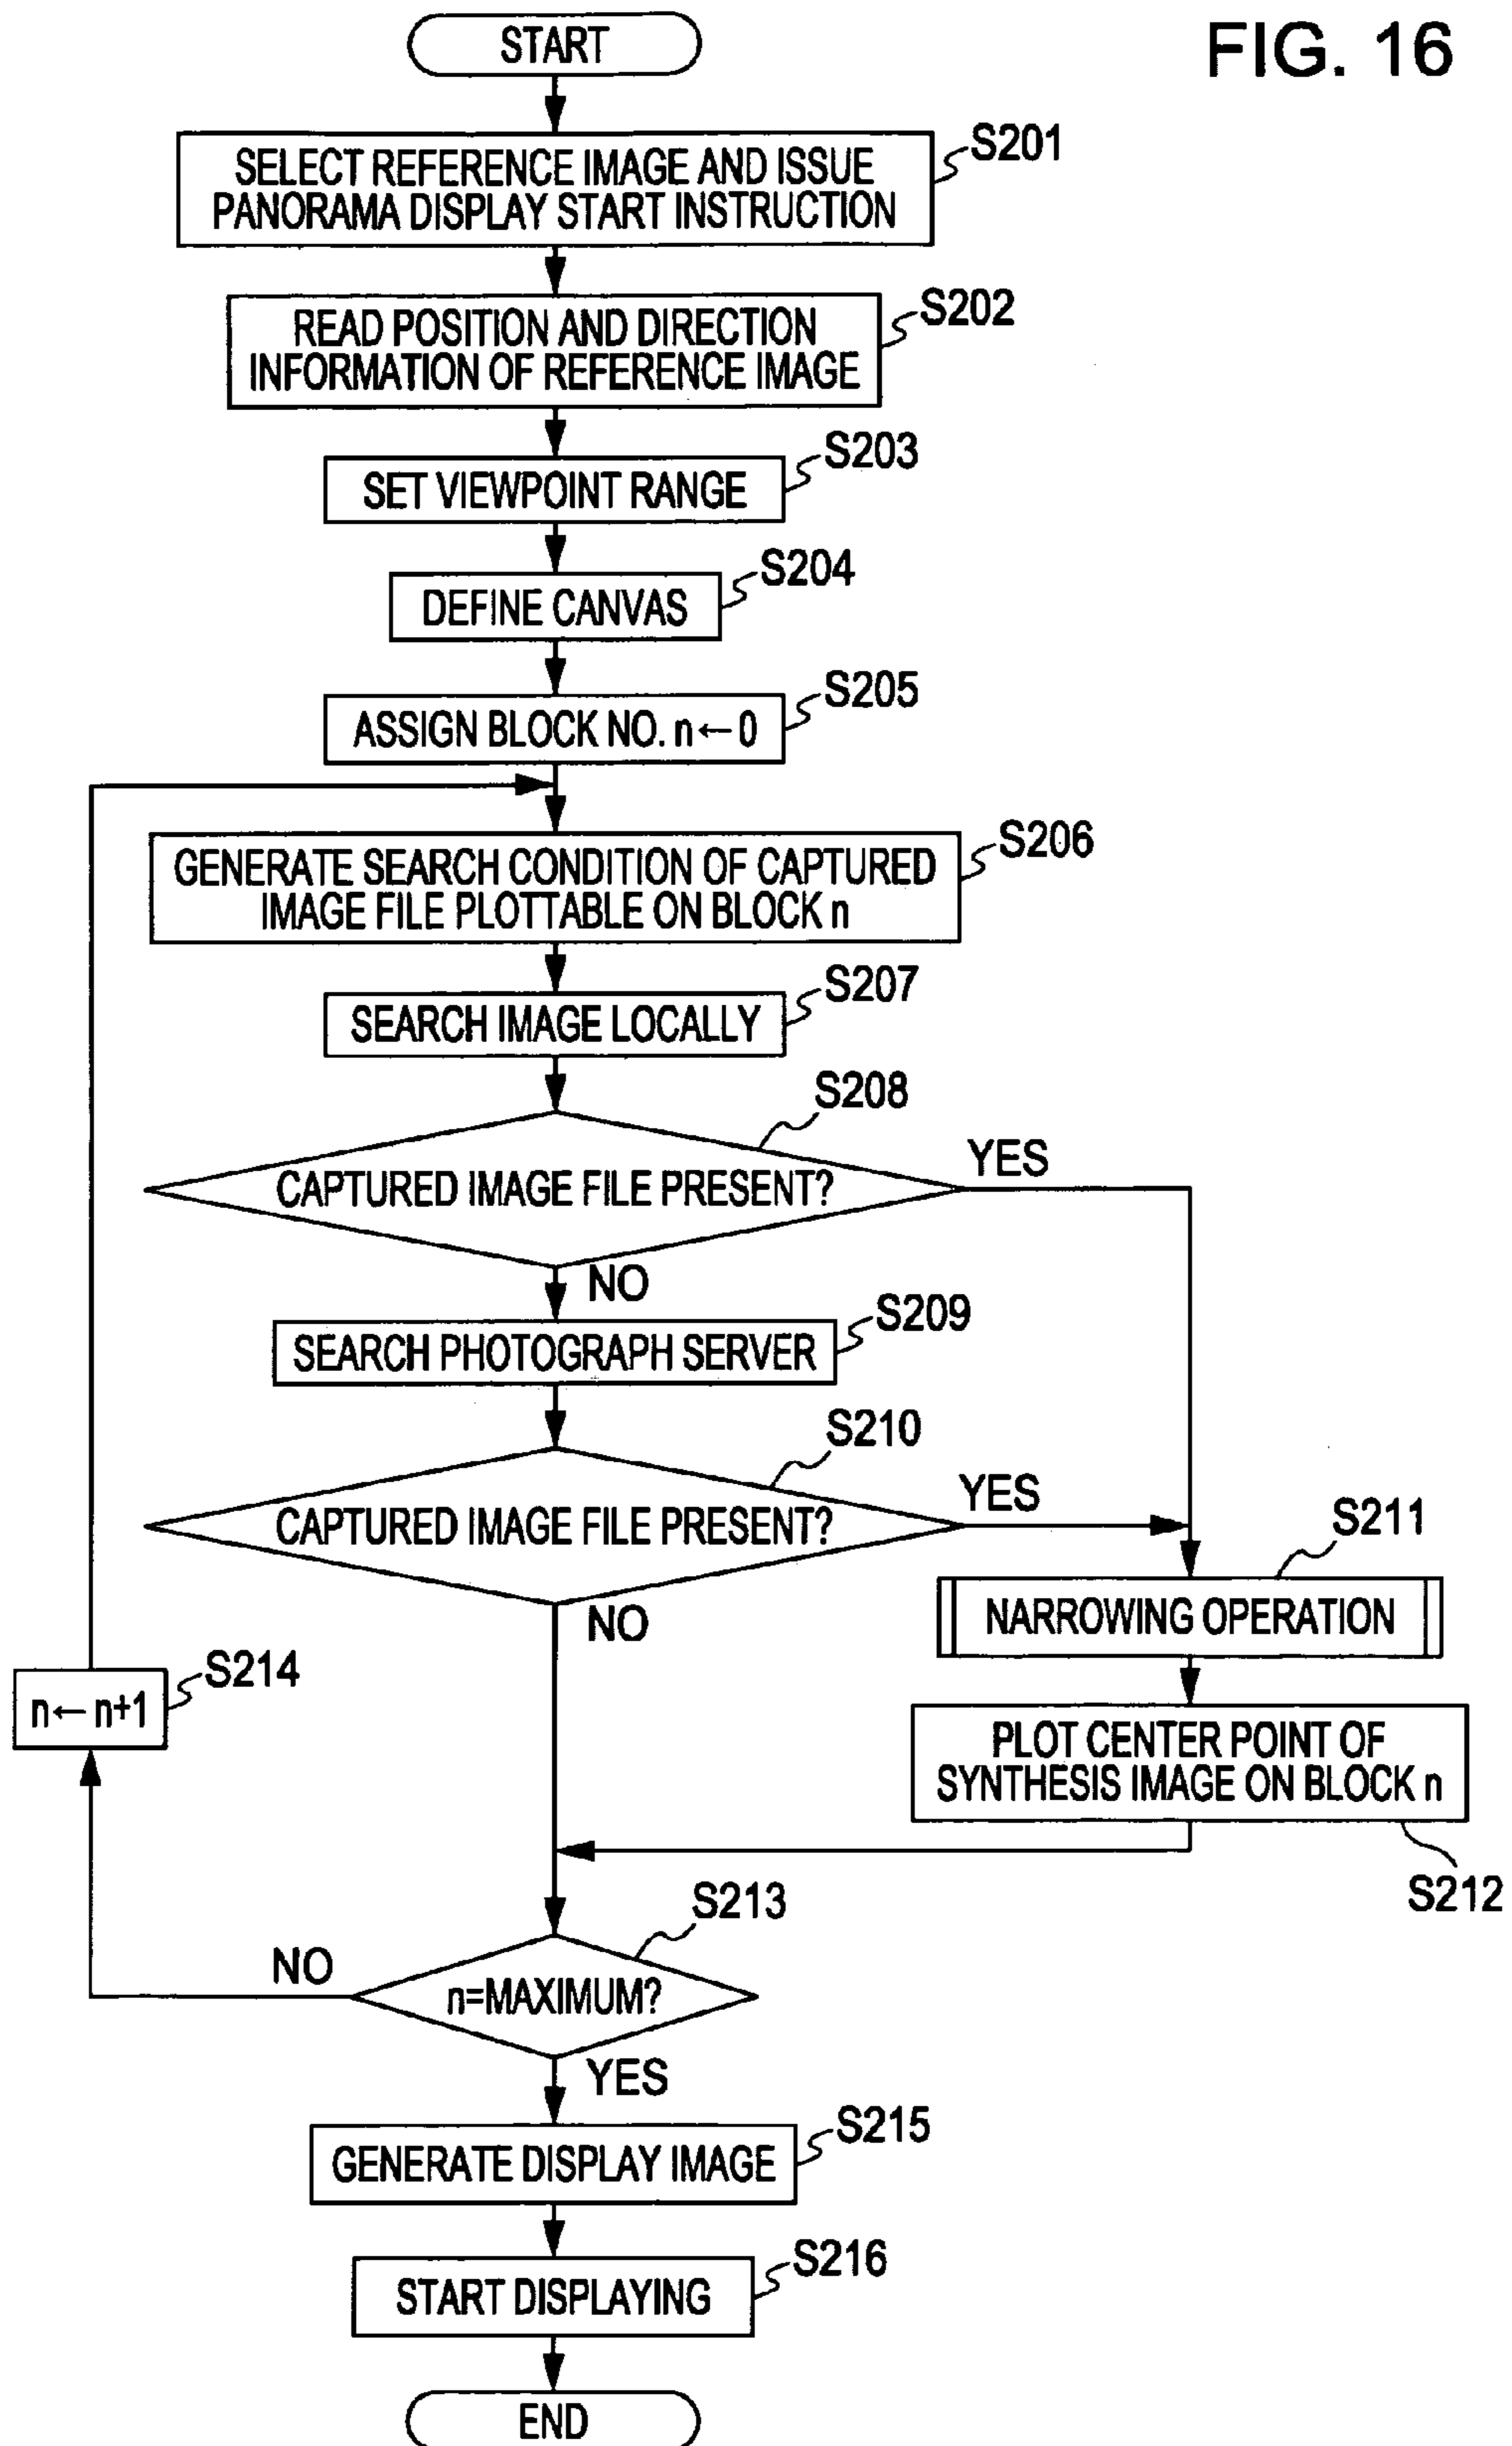 FIG. 16
START
SELECT REFERENCE IMAGE AND ISSUE
PANORAMA DISPLAY START INSTRUCTION
S201
READ POSITION AND DIRECTION
INFORMATION OF REFERENCE IMAGE
S202
SET VIEWPOINT RANGE
S203
DEFINE CANVAS
S204
ASSIGN BLOCK NO. n←0
S205
GENERATE SEARCH CONDITION OF CAPTURED
IMAGE FILE PLOTTABLE ON BLOCK n
S206
SEARCH IMAGE LOCALLY
S207
CAPTURED IMAGE FILE PRESENT?
S208
YES
NO
SEARCH PHOTOGRAPH SERVER
S209
CAPTURED IMAGE FILE PRESENT?
S210
YES
NO
NARROWING OPERATION
S211
PLOT CENTER POINT OF
SYNTHESIS IMAGE ON BLOCK n
S212
n=MAXIMUM?
S213
NO
n←n+1
S214
YES
GENERATE DISPLAY IMAGE
S215
START DISPLAYING
S216
END